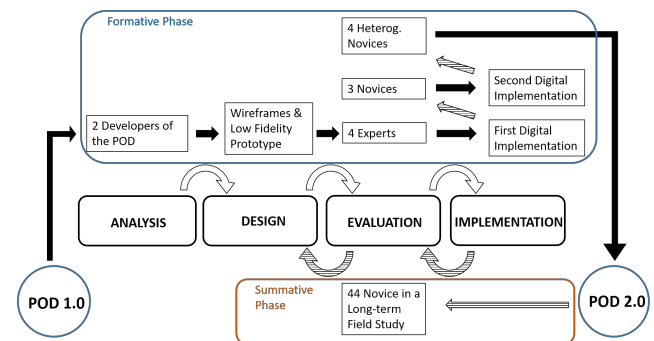 Formative Phase
4 Heterog.
Novices
3 Novices
Second Digital
Implementation
2 Developers of
the POD
Wireframes &
Low Fidelity
Prototype
4 Experts
First Digital
Implementation
ANALYSIS
DESIGN
EVALUATION
IMPLEMENTATION
POD 1.0
Summative
Phase
44 Novice in a
Long-term
Field Study
POD 2.0